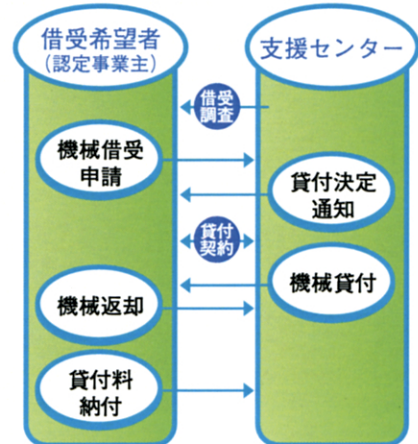 借受希望者
(認定事業主)
支援センター
借受
調査
機械借受
申請
貸付決定
通知
貸付
契約
機械貸付
機械返却
貸付料
納付